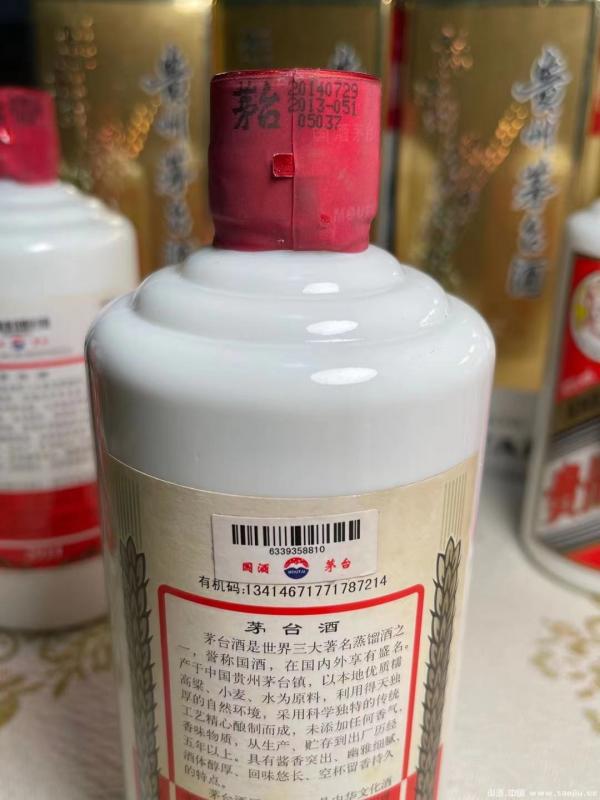 贵州茅台酒
贵州茅台酒
茅台
20140729
2013-051
05037
6339358810
国酒 茅台
有机码:13414671771787214
茅台酒
茅台酒是世界三大著名蒸馏酒之
一，誉称国酒，在国内外享有盛名。
产于中国贵州茅台镇，以本地优质糯
高粱、小麦、水为原料，利用得天独
厚的自然环境，采用科学独特的传统
工艺精心酿制而成，未添加任何香气、
香味物质，从生产、贮存到出厂历经
五年以上。具有酱香突出、幽雅细腻、
酒体醇厚、回味悠长、空杯留香持久
的特点。